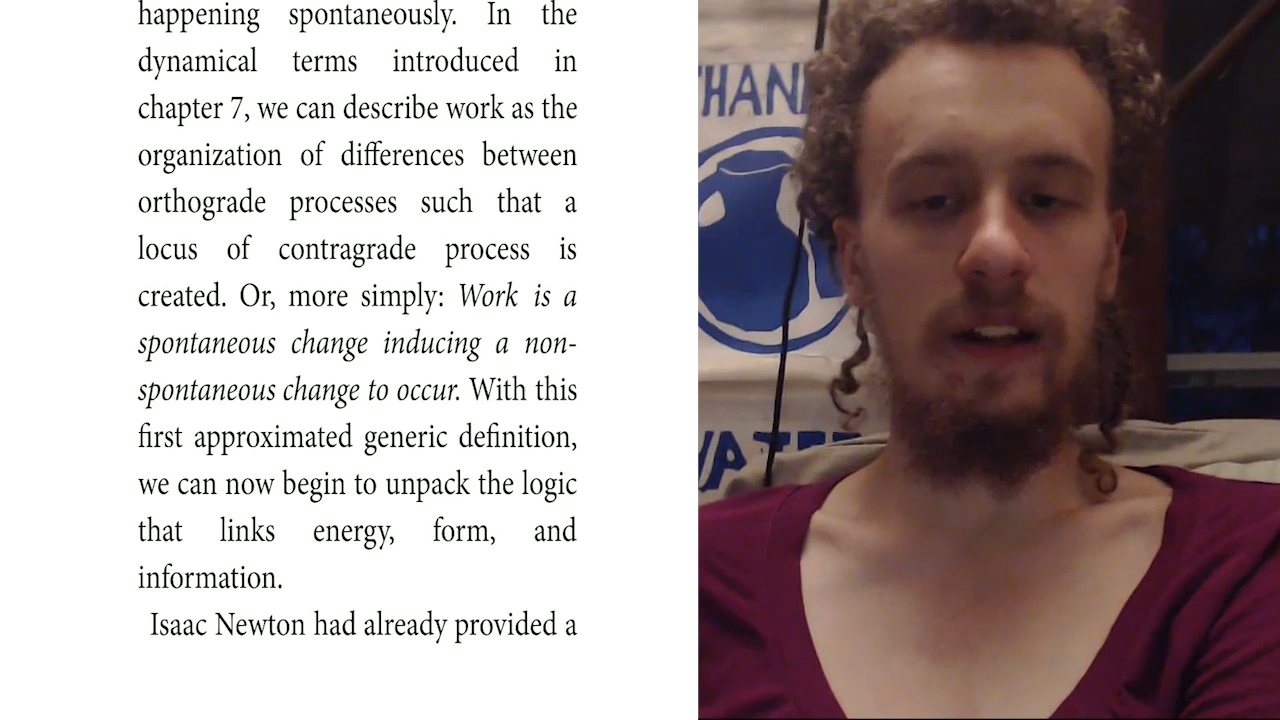 happening spontaneously. In the
dynamical terms introduced in
chapter 7, we can describe work as the
organization of differences between
orthograde processes such that a
locus of contragrade process is
created. Or, more simply: Work is a
spontaneous change inducing a non-
spontaneous change to occur. With this
first approximated generic definition,
we can now begin to unpack the logic
that links energy, form, and
information.
Isaac Newton had already provided a